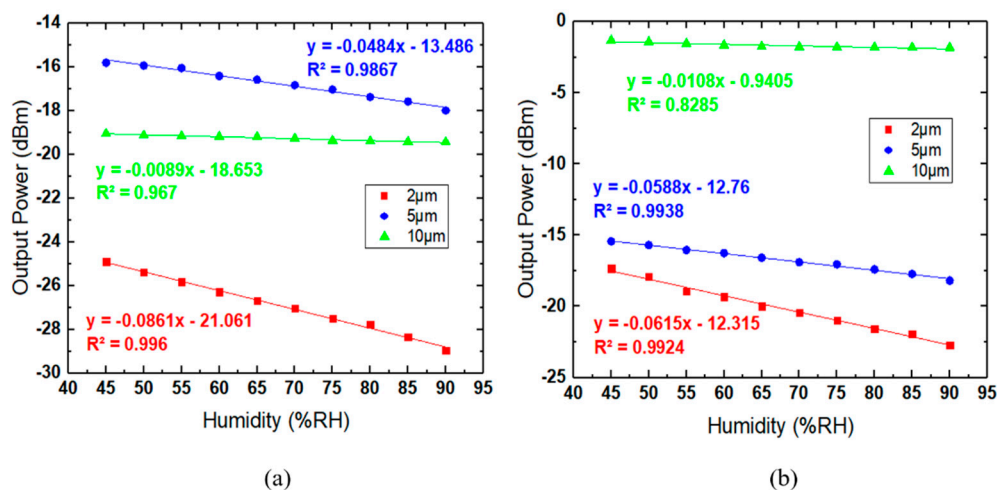 (a)
-14
-16
-18
-20
-22
-24
-26
-28
-30
Output Power (dBm)
y = -0.0484x - 13.486
R² = 0.9867
y = -0.0089x - 18.653
R² = 0.967
2μm
5μm
10μm
y = -0.0861x - 21.061
R² = 0.996
40 45 50 55 60 65 70 75 80 85 90 95
Humidity (%RH)
(a)
(b)
0
-5
-10
-15
-20
-25
Output Power (dBm)
y = -0.0108x - 0.9405
R² = 0.8285
2μm
5μm
10μm
y = -0.0588x - 12.76
R² = 0.9938
y = -0.0615x - 12.315
R² = 0.9924
40 45 50 55 60 65 70 75 80 85 90 95
Humidity (%RH)
(b)